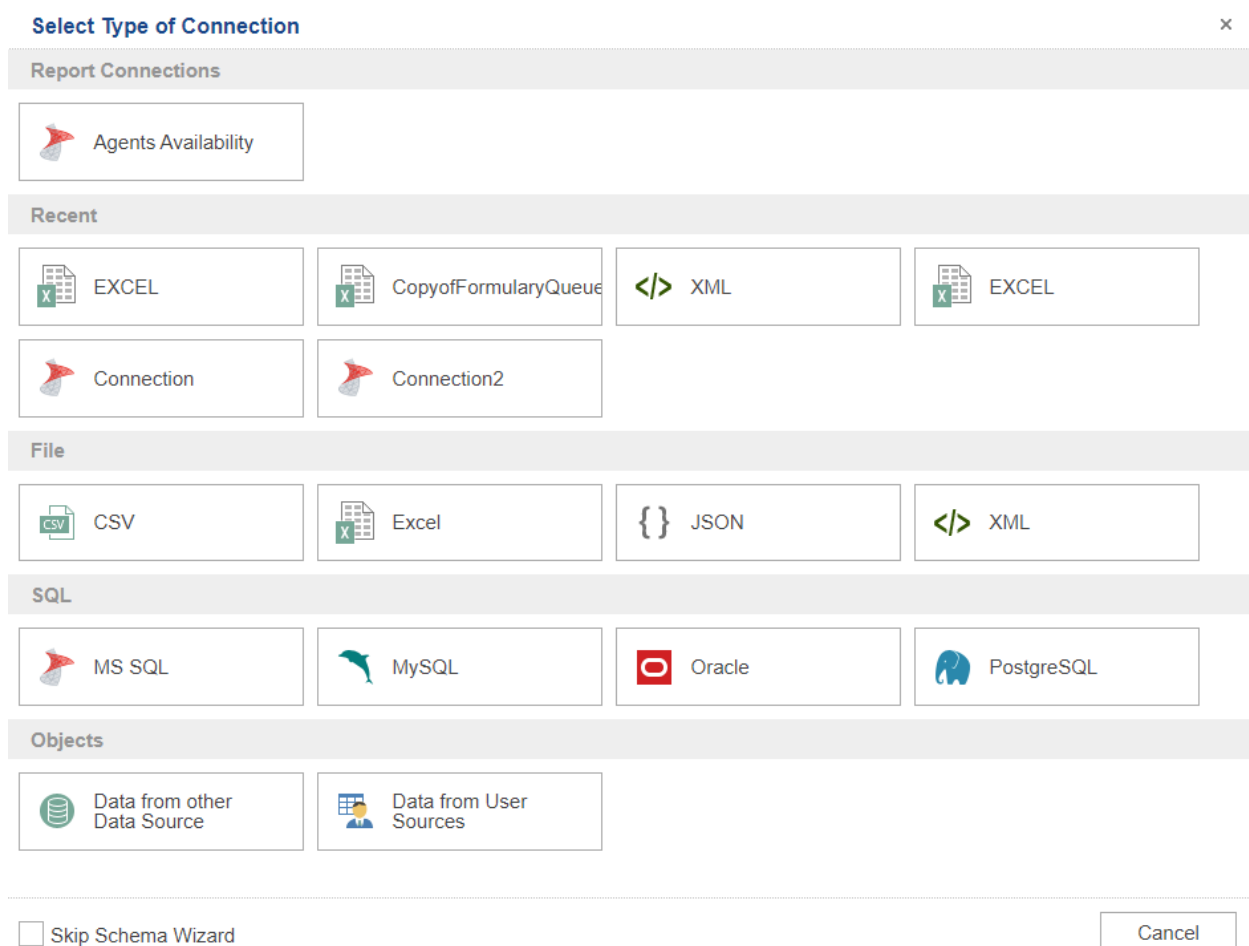 Select Type of Connection
Report Connections
Agents Availability
Recent
EXCEL
CopyofFormularyQueue
XML
EXCEL
Connection
Connection2
File
CSV
Excel
JSON
XML
SQL
MS SQL
MySQL
Oracle
PostgreSQL
Objects
Data from other
Data Source
Data from User
Sources
Skip Schema Wizard
Cancel